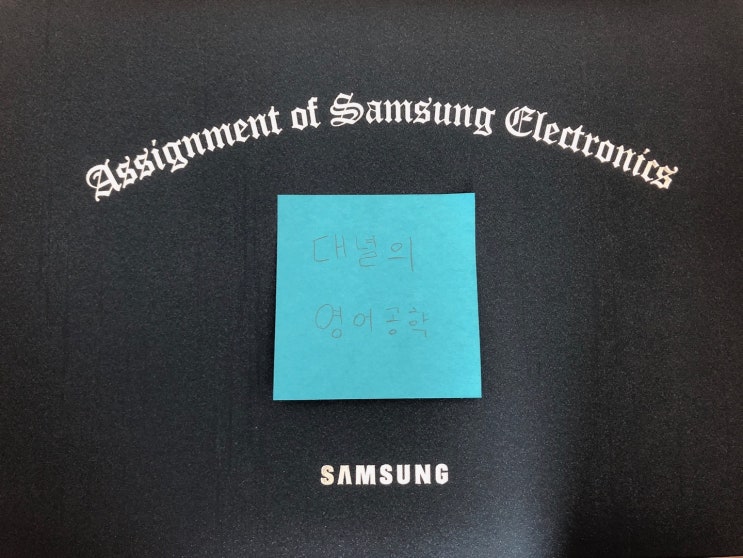 Assignment of Samsung Electronics
대널의
영어공학
SAMSUNG